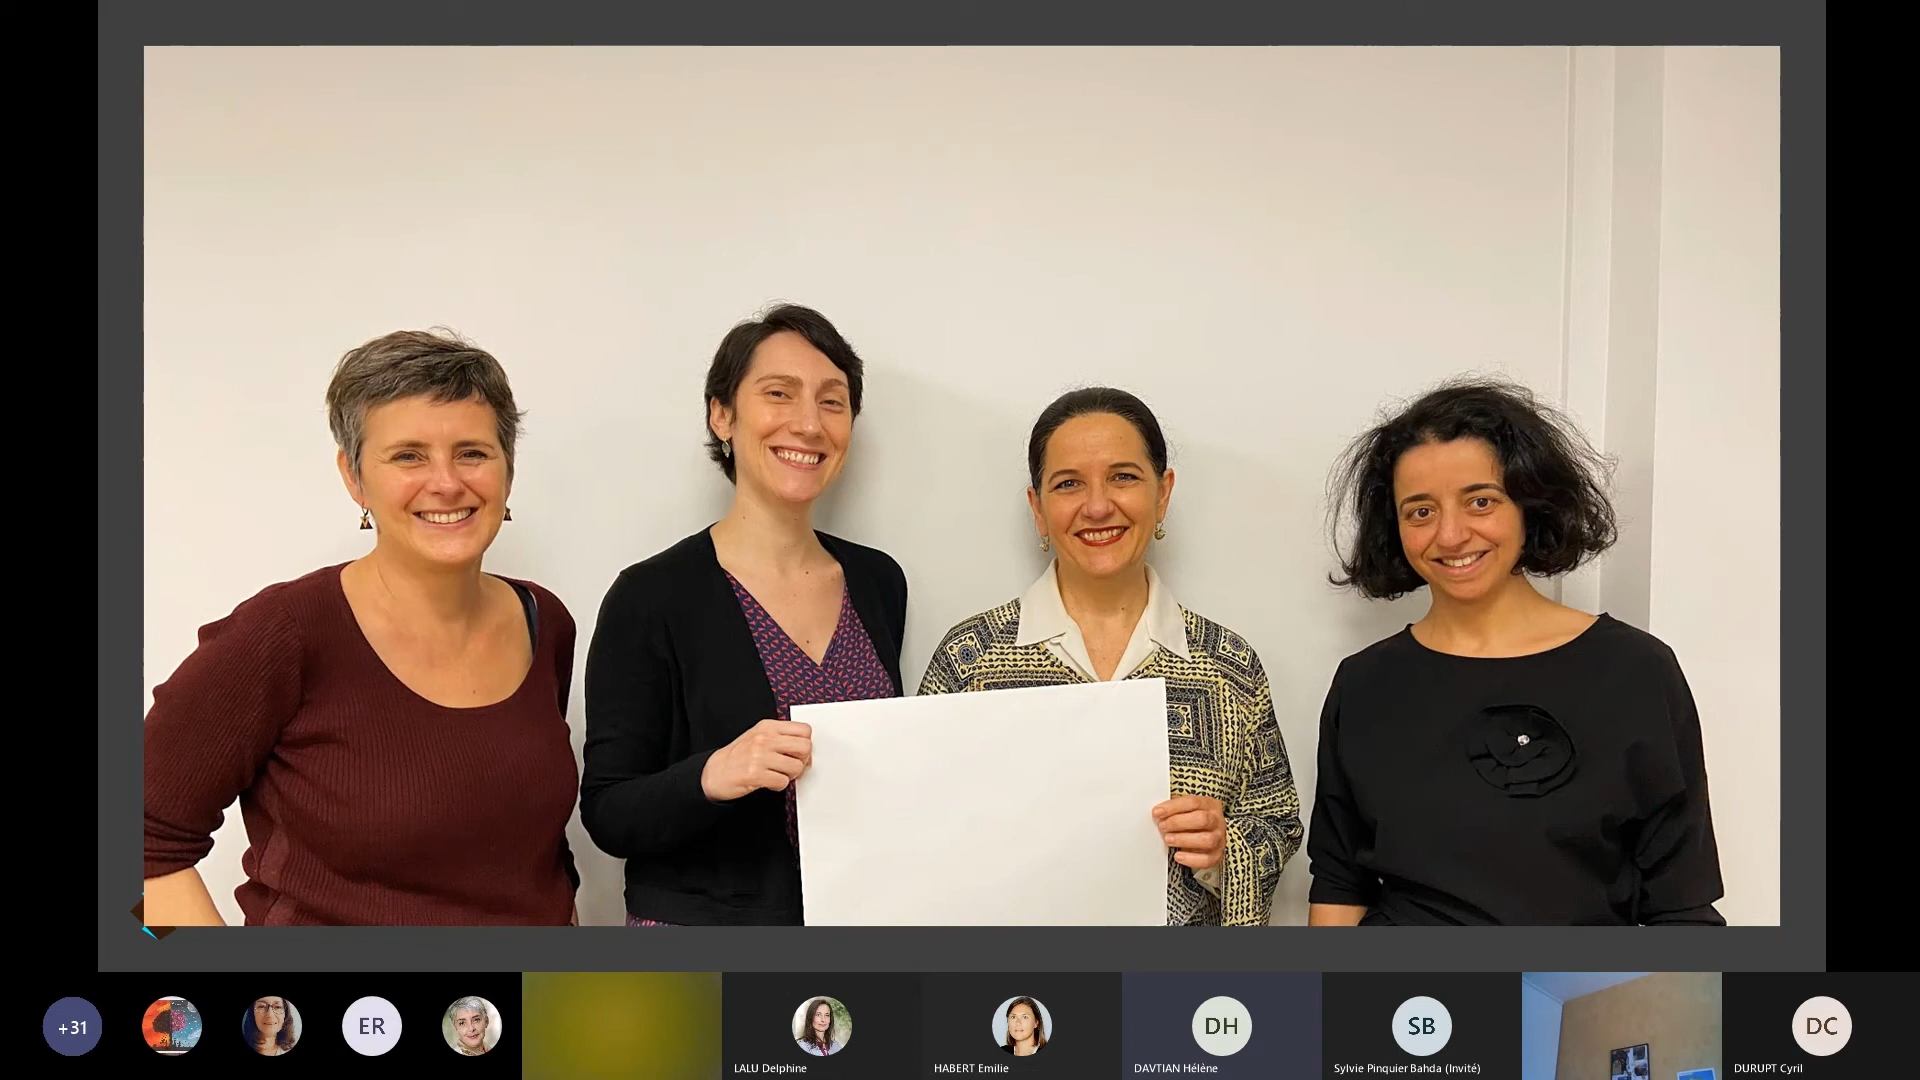 +31
ER
DH
SB
DC
LALU Delphine
HABERT Emilie
DAVTIAN Hélène
Sylvie Pinquier Bahda (Invité)
DURUPT Cyril